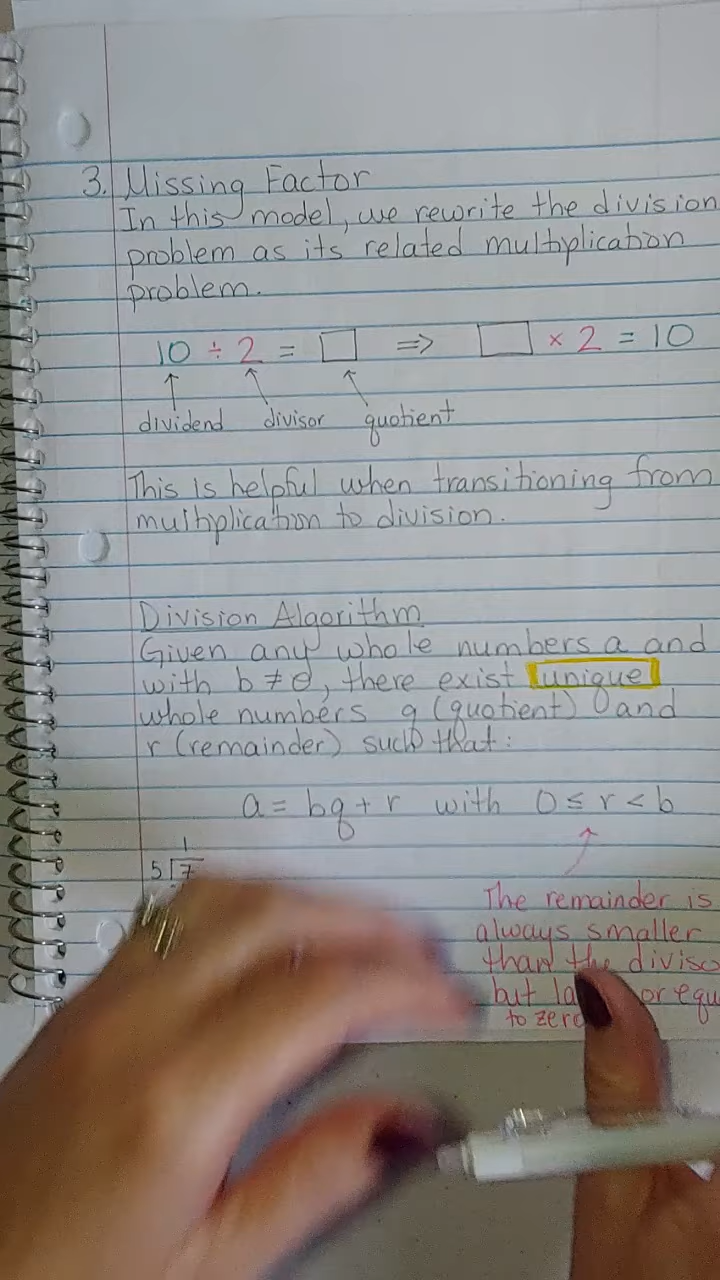 3. Missing Factor
In this model, we rewrite the division
problem as its related multiplication
problem.
10 ÷ 2 = □ ⇒ □ × 2 = 10
dividend divisor quotient
This is helpful when transitioning from
multiplication to division.
Division Algorithm
Given any whole numbers a and
with b ≠ 0, there exist unique
whole numbers q (quotient) and
r (remainder) such that:
a = bq + r with 0 ≤ r < b
1
5 7
The remainder is
always smaller
than the
but or
to